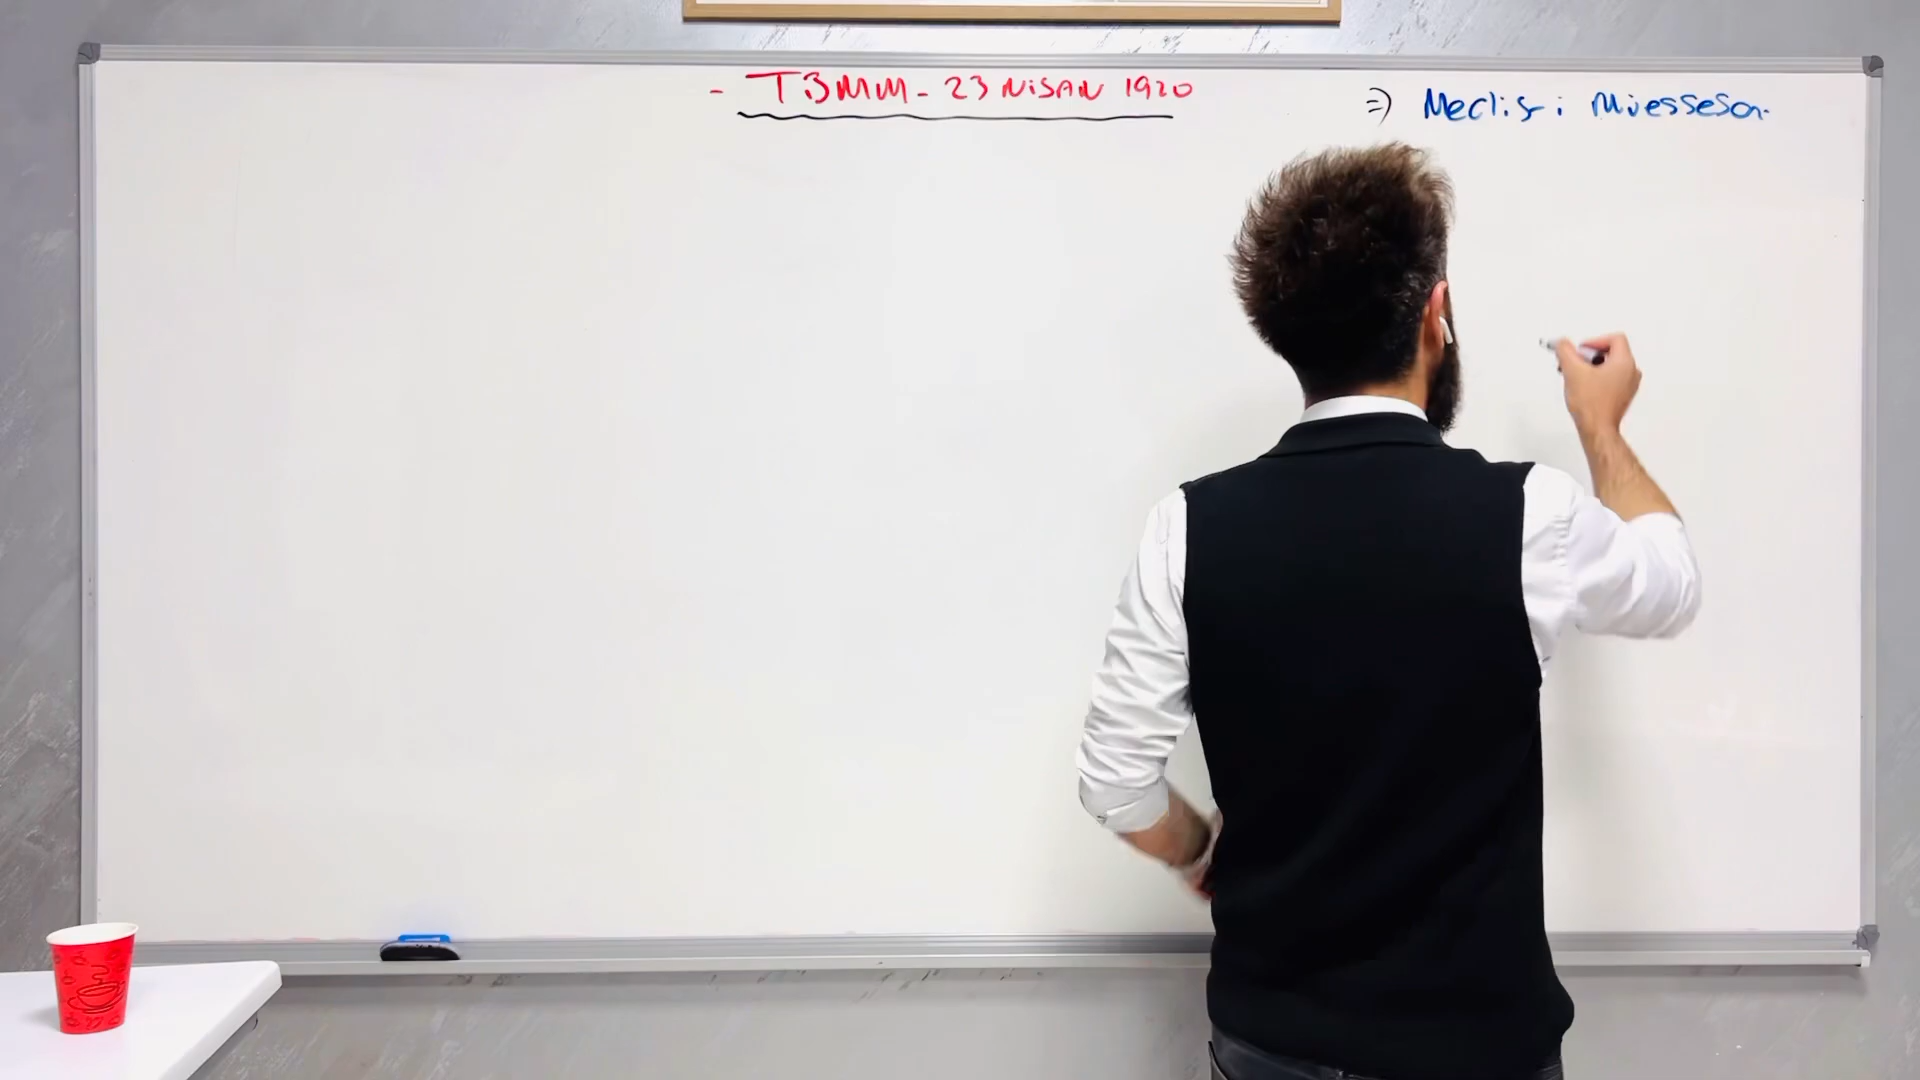 - TBMM - 23 NİSAN 1920
⇒ Meclis-i Müessesan